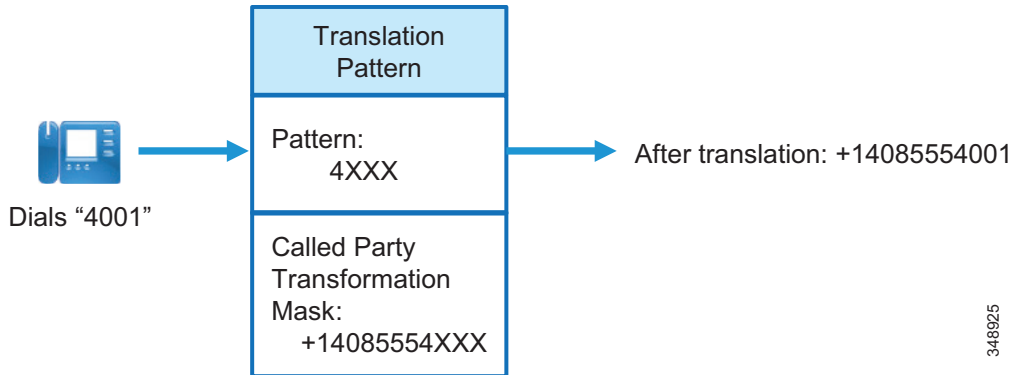 Translation
Pattern
Pattern:
4XXX
Called Party
Transformation
Mask:
+14085554XXX
Dials “4001”
After translation: +14085554001
348925